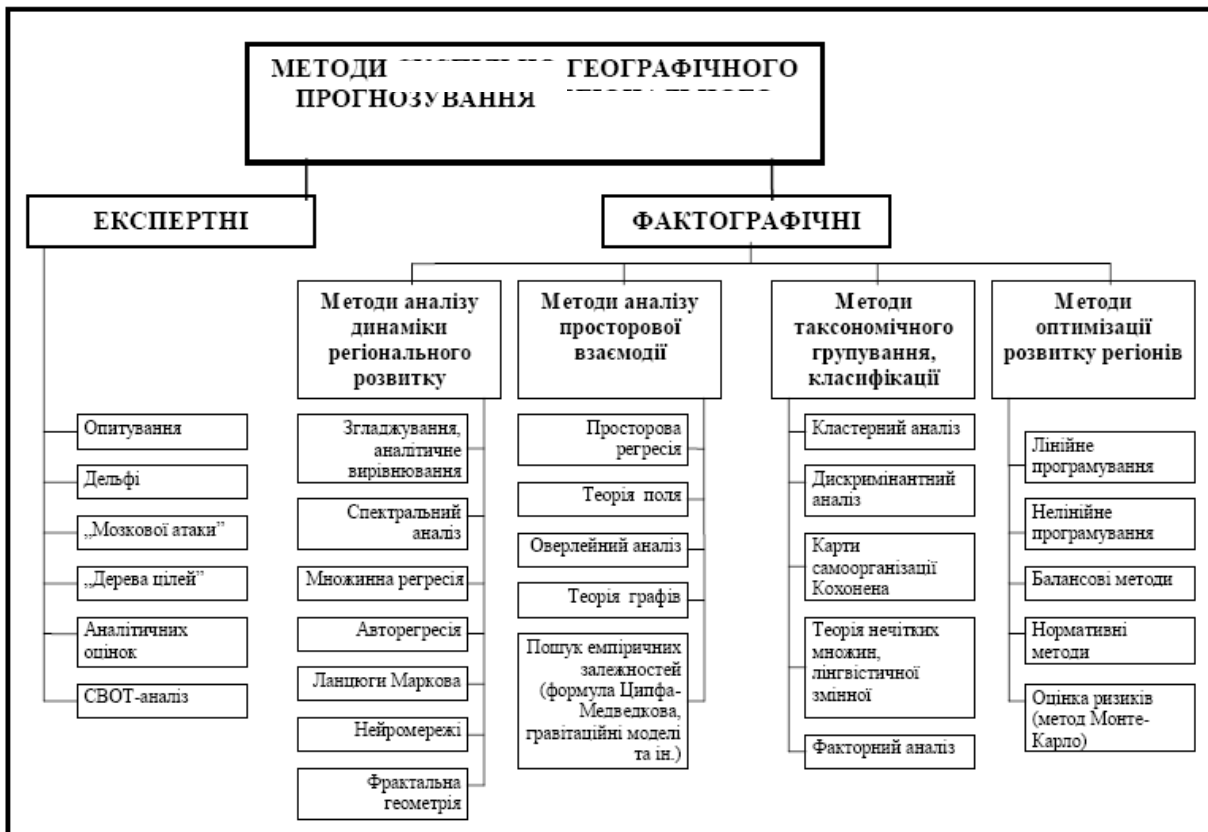 МЕТОДИ ГЕОГРАФІЧНОГО
ПРОГНОЗУВАННЯ
ЕКСПЕРТНІ
ФАКТОГРАФІЧНІ
Опитування
Дельфі
„Мозкової атаки”
„Дерева цілей”
Аналітичних
оцінок
СВОТ-аналіз
Методи аналізу
динаміки
регіонального
розвитку
Згладжування,
аналітичне
вирівнювання
Спектральний
аналіз
Множинна регресія
Авторегресія
Ланцюги Маркова
Нейромережі
Фрактальна
геометрія
Методи аналізу
просторової
взаємодії
Просторова
регресія
Теорія поля
Оверлейний аналіз
Теорія графів
Пошук емпіричних
залежностей
(формула Ципфа-
Медведкова,
гравітаційні моделі
та ін.)
Методи
таксономічного
групування,
класифікації
Кластерний аналіз
Дискримінантний
аналіз
Карти
самоорганізації
Кохонена
Теорія нечітких
множин,
лінгвістичної
змінної
Факторний аналіз
Методи
оптимізації
розвитку регіонів
Лінійне
програмування
Нелінійне
програмування
Балансові методи
Нормативні
методи
Оцінка ризиків
(метод Монте-
Карло)